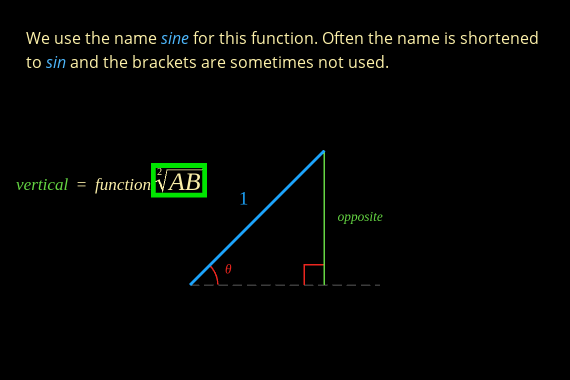 We use the name sine for this function. Often the name is shortened
to sin and the brackets are sometimes not used.
vertical = function \sqrt[2]{AB}
1
opposite
θ